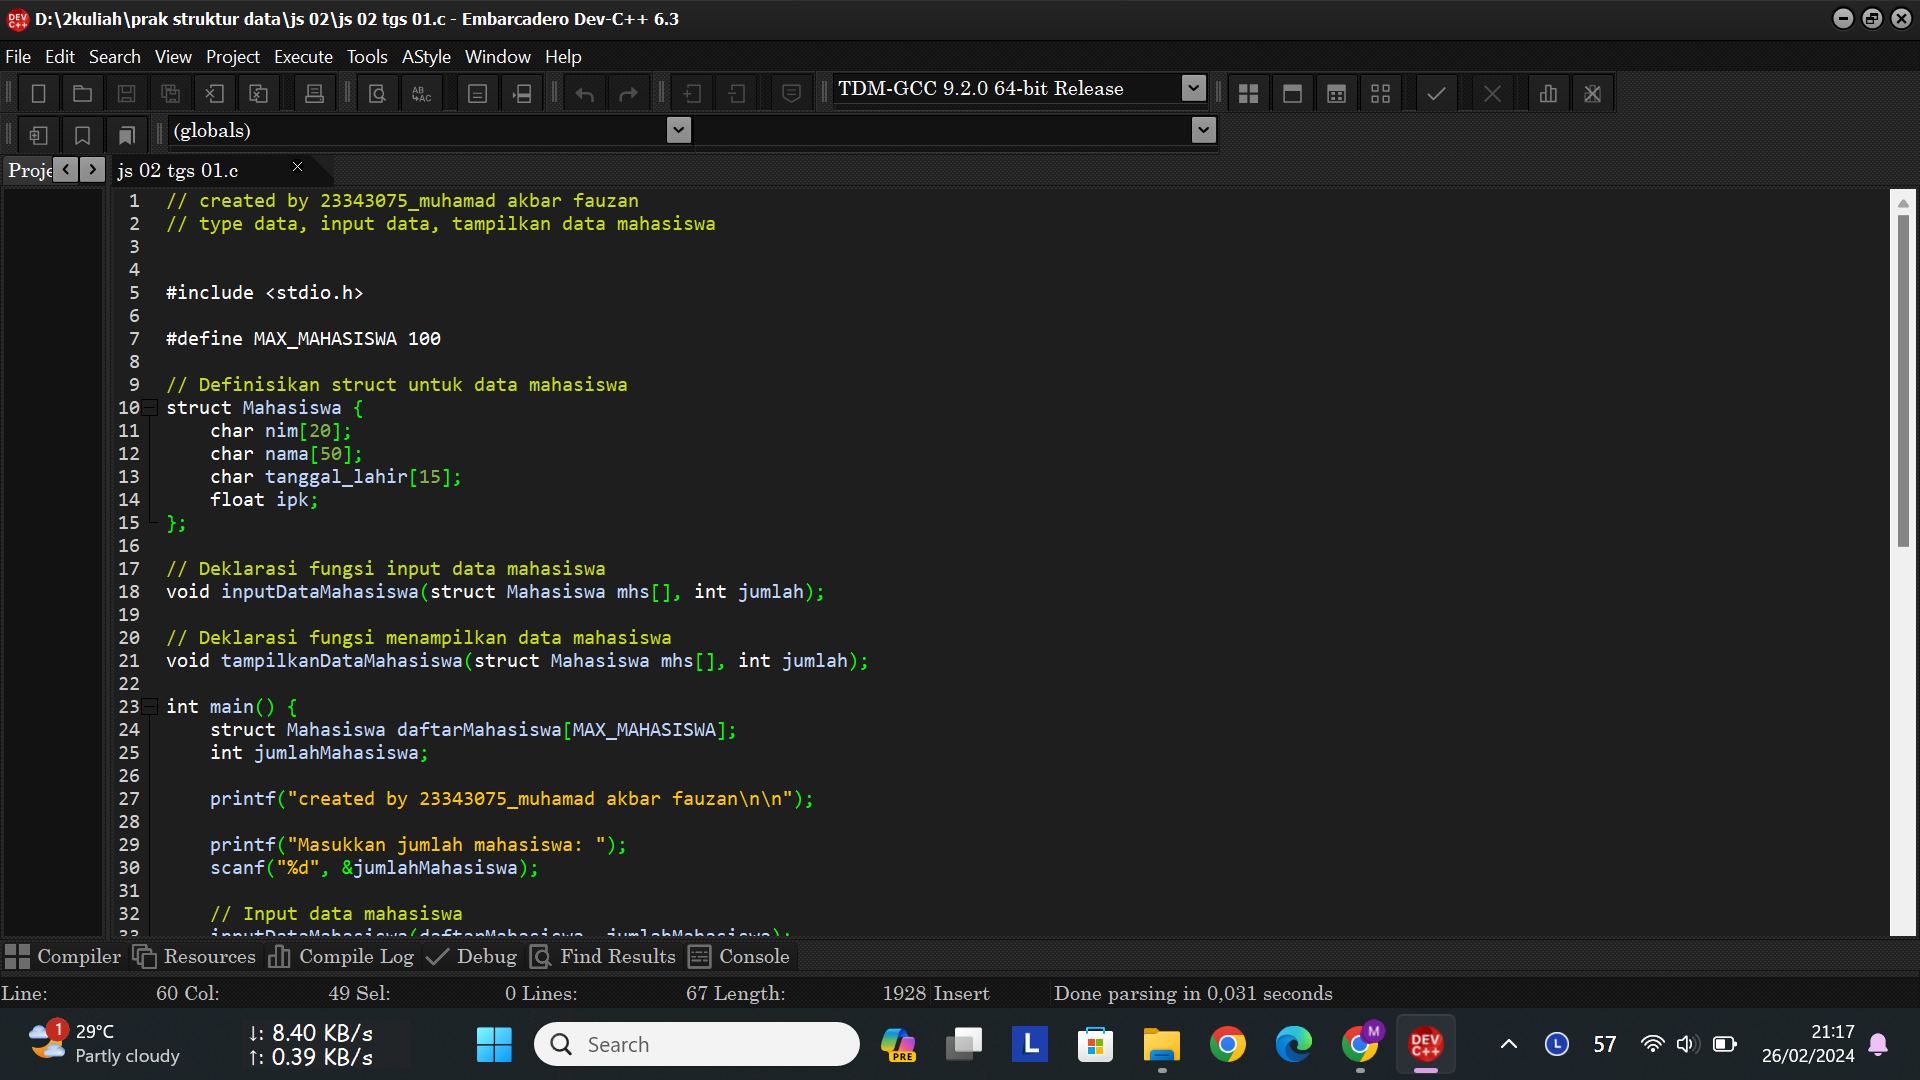 D:\2kuliah\prak struktur data\js 02\js 02 tgs 01.c - Embarcadero Dev-C++ 6.3
File Edit Search View Project Execute Tools AStyle Window Help
TDM-GCC 9.2.0 64-bit Release
(globals)
Proje js 02 tgs 01.c
1 // created by 23343075_muhamad akbar fauzan
2 // type data, input data, tampilkan data mahasiswa
3
4
5 #include <stdio.h>
6
7 #define MAX_MAHASISWA 100
8
9 // Definisikan struct untuk data mahasiswa
10 struct Mahasiswa {
11     char nim[20];
12     char nama[50];
13     char tanggal_lahir[15];
14     float ipk;
15 };
16
17 // Deklarasi fungsi input data mahasiswa
18 void inputDataMahasiswa(struct Mahasiswa mhs[], int jumlah);
19
20 // Deklarasi fungsi menampilkan data mahasiswa
21 void tampilkanDataMahasiswa(struct Mahasiswa mhs[], int jumlah);
22
23 int main() {
24     struct Mahasiswa daftarMahasiswa[MAX_MAHASISWA];
25     int jumlahMahasiswa;
26
27     printf("created by 23343075_muhamad akbar fauzan\n\n");
28
29     printf("Masukkan jumlah mahasiswa: ");
30     scanf("%d", &jumlahMahasiswa);
31
32     // Input data mahasiswa
33     inputDataMahasiswa(daftarMahasiswa, jumlahMahasiswa);
Compiler Resources Compile Log Debug Find Results Console
Line: 60 Col: 49 Sel: 0 Lines: 67 Length: 1928 Insert Done parsing in 0,031 seconds
1 29°C
Partly cloudy
↓: 8.40 KB/s
↑: 0.39 KB/s
Search
PRE
L
M
DEV C++
L
57
21:17
26/02/2024